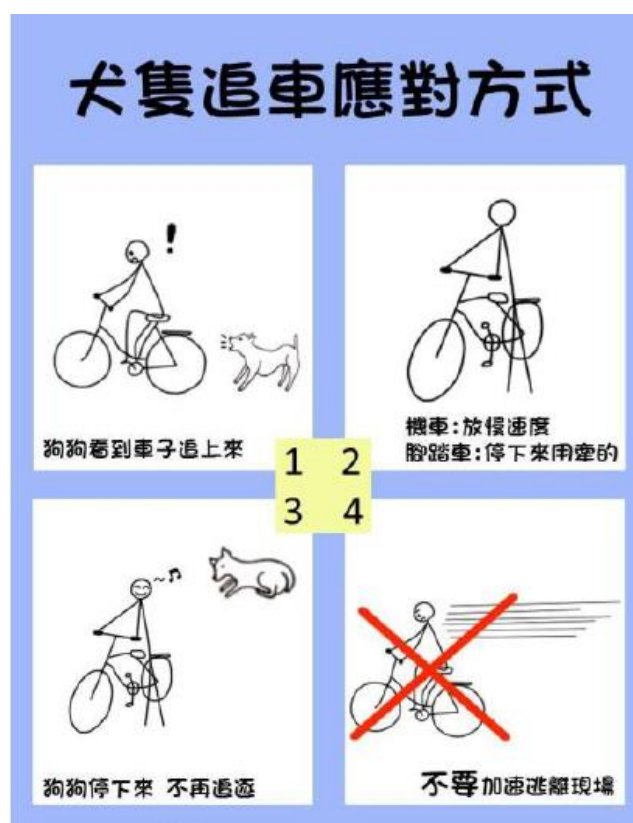 犬隻追車應對方式
!
狗狗看到車子追上來
機車:放慢速度
腳踏車:停下來用牽的
1 2
3 4
狗狗停下來 不再追逐
不要加速逃離現場